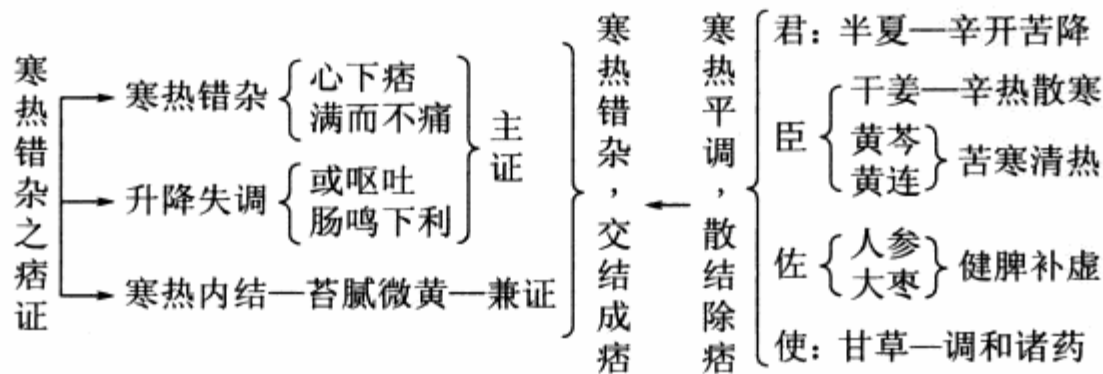 寒热错杂之痞证
寒热错杂
心下痞
满而不痛
升降失调
或呕吐
肠鸣下利
主证
寒热内结—苔腻微黄—兼证
寒热错杂，交结成痞
寒热平调，散结除痞
君：半夏—辛开苦降
臣
干姜—辛热散寒
黄芩
黄连
苦寒清热
佐
人参
大枣
健脾补虚
使：甘草—调和诸药